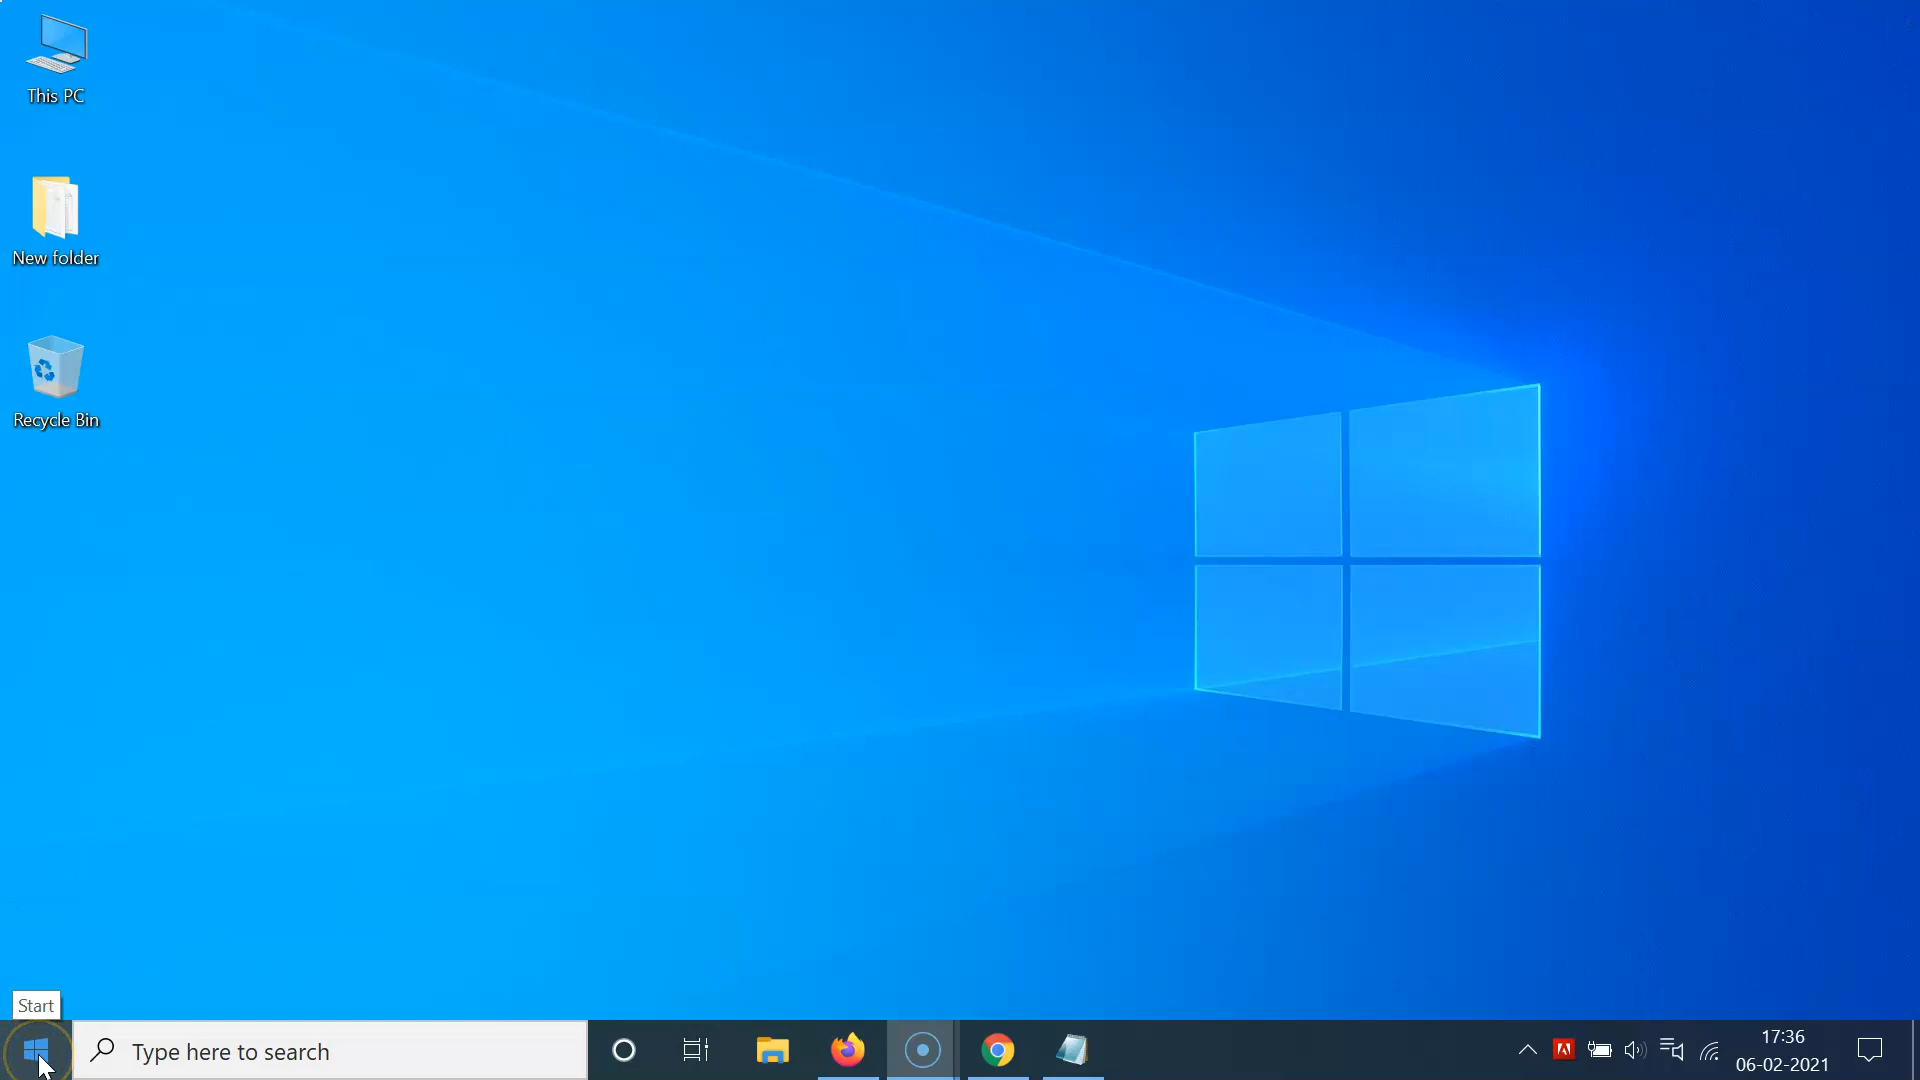 This PC
New folder
Recycle Bin
Start
Type here to search
17:36
06-02-2021